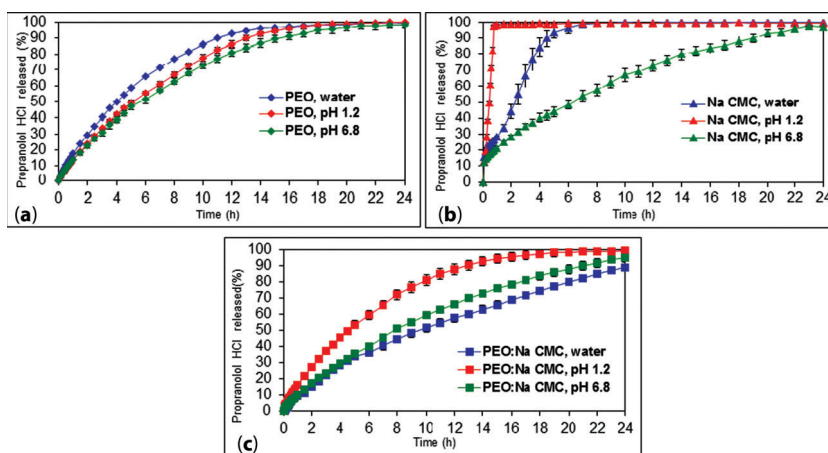 (a)
Prepranolol HCl released (%)
100
90
80
70
60
50
40
30
20
10
0
PEO, water
PEO, pH 1.2
PEO, pH 6.8
0 2 4 6 8 10 12 14 16 18 20 22 24
Time (h)
(b)
Propranolol HCl released (%)
100
90
80
70
60
50
40
30
20
10
0
Na CMC, water
Na CMC, pH 1.2
Na CMC, pH 6.8
0 2 4 6 8 10 12 14 16 18 20 22 24
Time (h)
(c)
Propranolol HCl released(%)
100
90
80
70
60
50
40
30
20
10
0
PEO:Na CMC, water
PEO:Na CMC, pH 1.2
PEO:Na CMC, pH 6.8
0 2 4 6 8 10 12 14 16 18 20 22 24
Time (h)